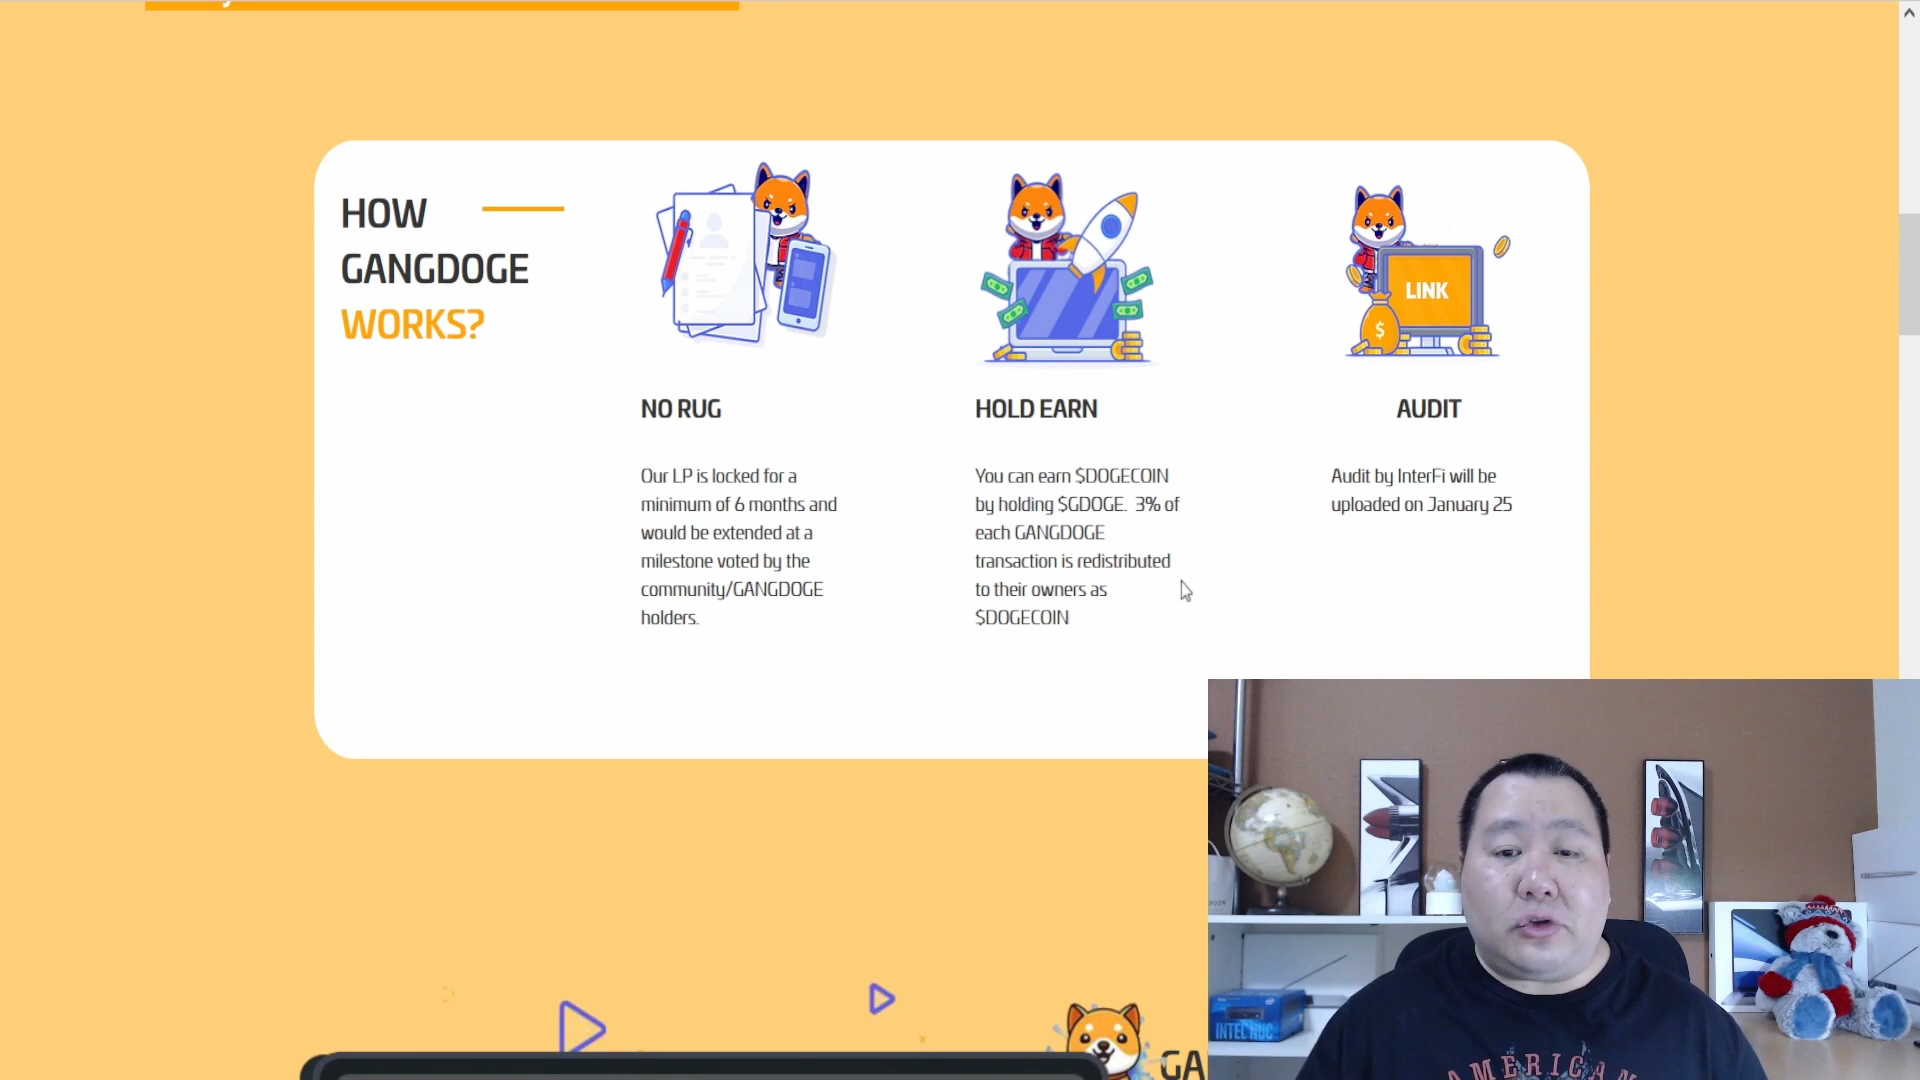 HOW
GANGDOGE
WORKS?
LINK
NO RUG
Our LP is locked for a
minimum of 6 months and
would be extended at a
milestone voted by the
community/GANGDOGE
holders.
HOLD EARN
You can earn $DOGECOIN
by holding $GDOGE. 3% of
each GANGDOGE
transaction is redistributed
to their owners as
$DOGECOIN
AUDIT
Audit by InterFi will be
uploaded on January 25
GA
INTEL NUC
AMERICAN